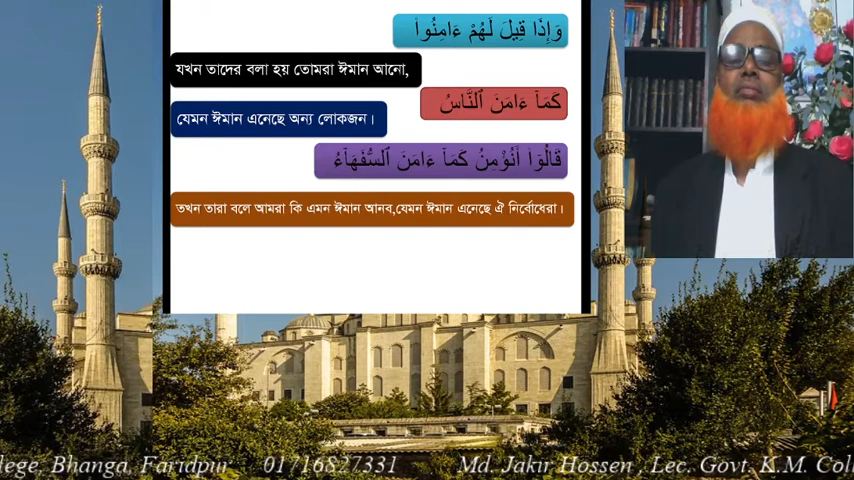 وَإِذَا قِيلَ لَهُمْ ءَامِنُوا۟
যখন তাদের বলা হয় তোমরা ঈমান আনো,
كَمَآ ءَامَنَ ٱلنَّاسُ
যেমন ঈমান এনেছে অন্য লোকজন।
قَالُوٓا۟ أَنُؤْمِنُ كَمَآ ءَامَنَ ٱلسُّفَهَآءُ
তখন তারা বলে আমরা কি এমন ঈমান আনব,যেমন ঈমান এনেছে ঐ নির্বোধেরা।
lege, Bhanga, Faridpur 01716827331 Md. Jakir Hossen , Lec. Govt. K.M. Coll